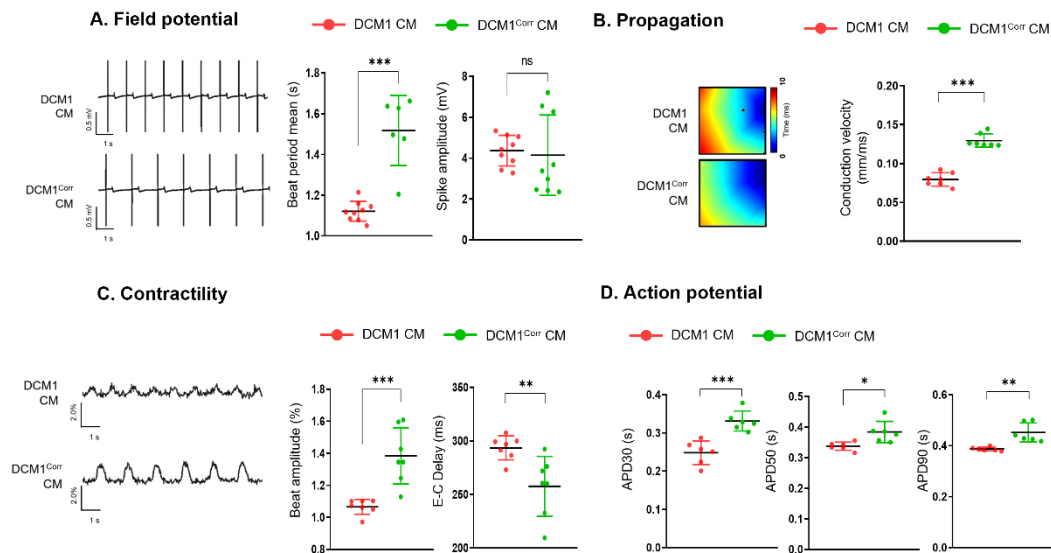 A. Field potential
DCM1 CM
DCM1Corr CM
DCM1
CM
0.5 mV
1 s
DCM1Corr
CM
0.5 mV
1 s
Beat period mean (s)
1.8
1.6
1.4
1.2
1.0
***
Spike amplitude (mV)
8
6
4
2
0
ns
B. Propagation
DCM1 CM
DCM1Corr CM
DCM1
CM
DCM1Corr
CM
10
Time (ms)
0
Conduction velocity
(mm/ms)
0.20
0.15
0.10
0.05
0.00
***
C. Contractility
DCM1 CM
DCM1Corr CM
DCM1
CM
2.0%
1 s
DCM1Corr
CM
2.0%
1 s
Beat amplitude (%)
1.8
1.6
1.4
1.2
1.0
0.8
***
E-C Delay (ms)
350
300
260
200
**
D. Action potential
DCM1 CM
DCM1Corr CM
APD30 (s)
0.4
0.3
0.2
0.1
0.0
***
APD50 (s)
0.5
0.4
0.3
0.2
0.1
0.0
*
APD90 (s)
0.6
0.4
0.2
0.0
**